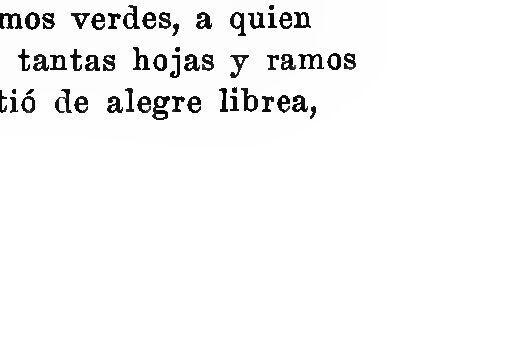 mos verdes, a quien
tantas hojas y ramos
tió de alegre librea,